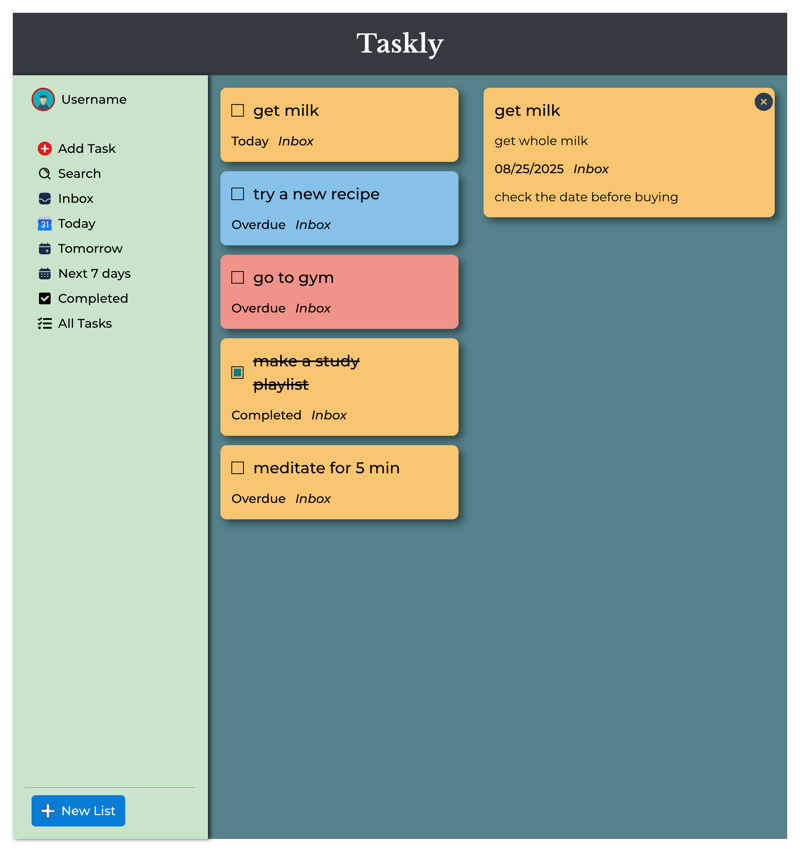 Taskly
Username
Add Task
Search
Inbox
31 Today
Tomorrow
Next 7 days
Completed
All Tasks
New List
get milk
Today Inbox
try a new recipe
Overdue Inbox
go to gym
Overdue Inbox
make a study
playlist
Completed Inbox
meditate for 5 min
Overdue Inbox
get milk
get whole milk
08/25/2025 Inbox
check the date before buying